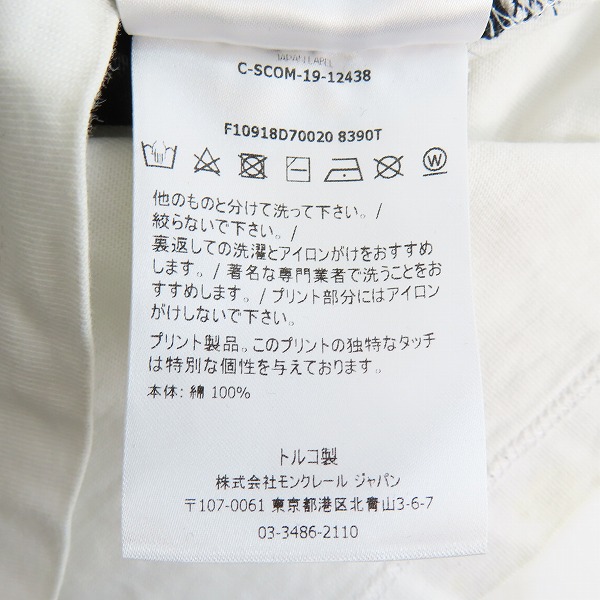 JAPAN LABEL
C-SCOM-19-12438
F10918D70020 8390T
W
他のものと分けて洗って下さい。/
絞らないで下さい。/
裏返しての洗濯とアイロンがけをおすすめ
します。/ 著名な専門業者で洗うことをお
すすめします。/ プリント部分にはアイロン
がけしないで下さい。
プリント製品。このプリントの独特なタッチ
は特別な個性を与えております。
本体: 綿 100%
トルコ製
株式会社モンクレール ジャパン
〒107-0061 東京都港区北青山3-6-7
03-3486-2110